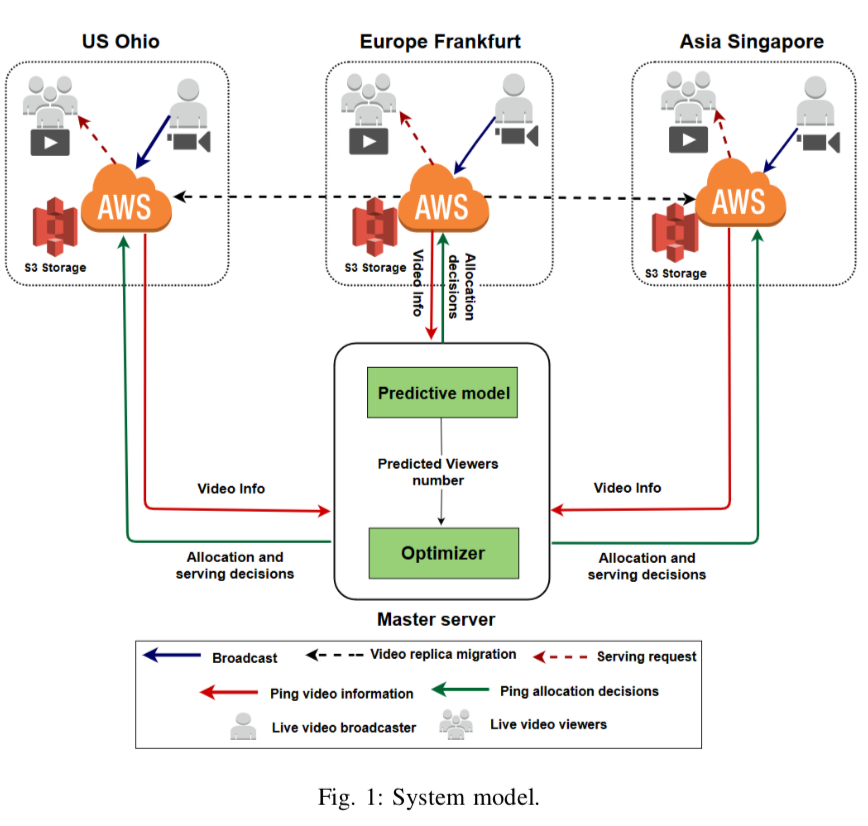 US Ohio
Europe Frankfurt
Asia Singapore
AWS
AWS
AWS
S3 Storage
S3 Storage
S3 Storage
Video Info
Allocation
decisions
Predictive model
Predicted Viewers
number
Optimizer
Video Info
Video Info
Allocation and
serving decisions
Allocation and
serving decisions
Master server
Broadcast
Video replica migration
Serving request
Ping video information
Ping allocation decisions
Live video broadcaster
Live video viewers
Fig. 1: System model.